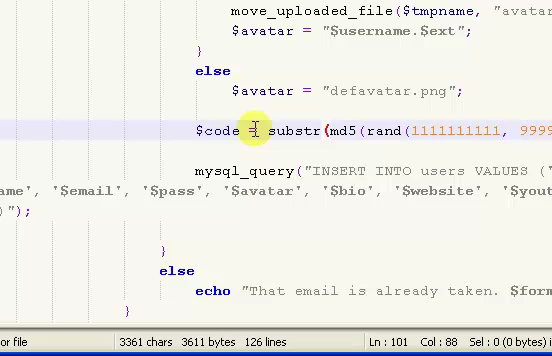 move_uploaded_file($tmpname, "avata
$avatar = "$username.$ext";
}
else
$avatar = "defavatar.png";
$code = substr(md5(rand(1111111111, 9999
mysql_query("INSERT INTO users VALUES ('
ame', '$email', '$pass', '$avatar', '$bio', '$website', '$yout
)");
}
else
echo "That email is already taken. $form
}
or file 3361 chars 3611 bytes 126 lines Ln : 101 Col : 88 Sel : 0 (0 bytes) i